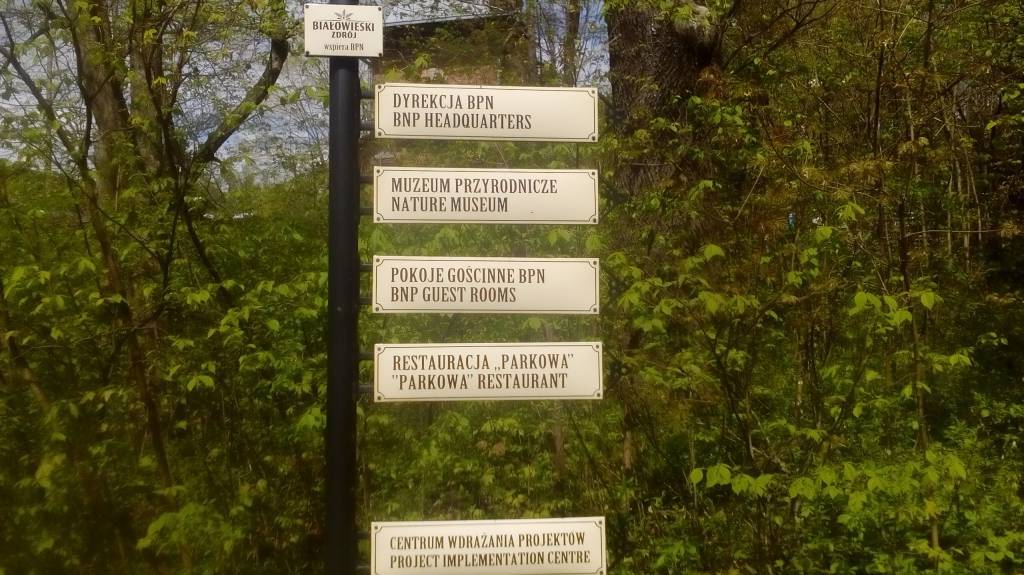 BIAŁOWIESKI
ZDRÓJ
wspiera BPN
DYREKCJA BPN
BNP HEADQUARTERS
MUZEUM PRZYRODNICZE
NATURE MUSEUM
POKOJE GOŚCINNE BPN
BNP GUEST ROOMS
RESTAURACJA „PARKOWA”
"PARKOWA" RESTAURANT
CENTRUM WDRAŻANIA PROJEKTÓW
PROJECT IMPLEMENTATION CENTRE